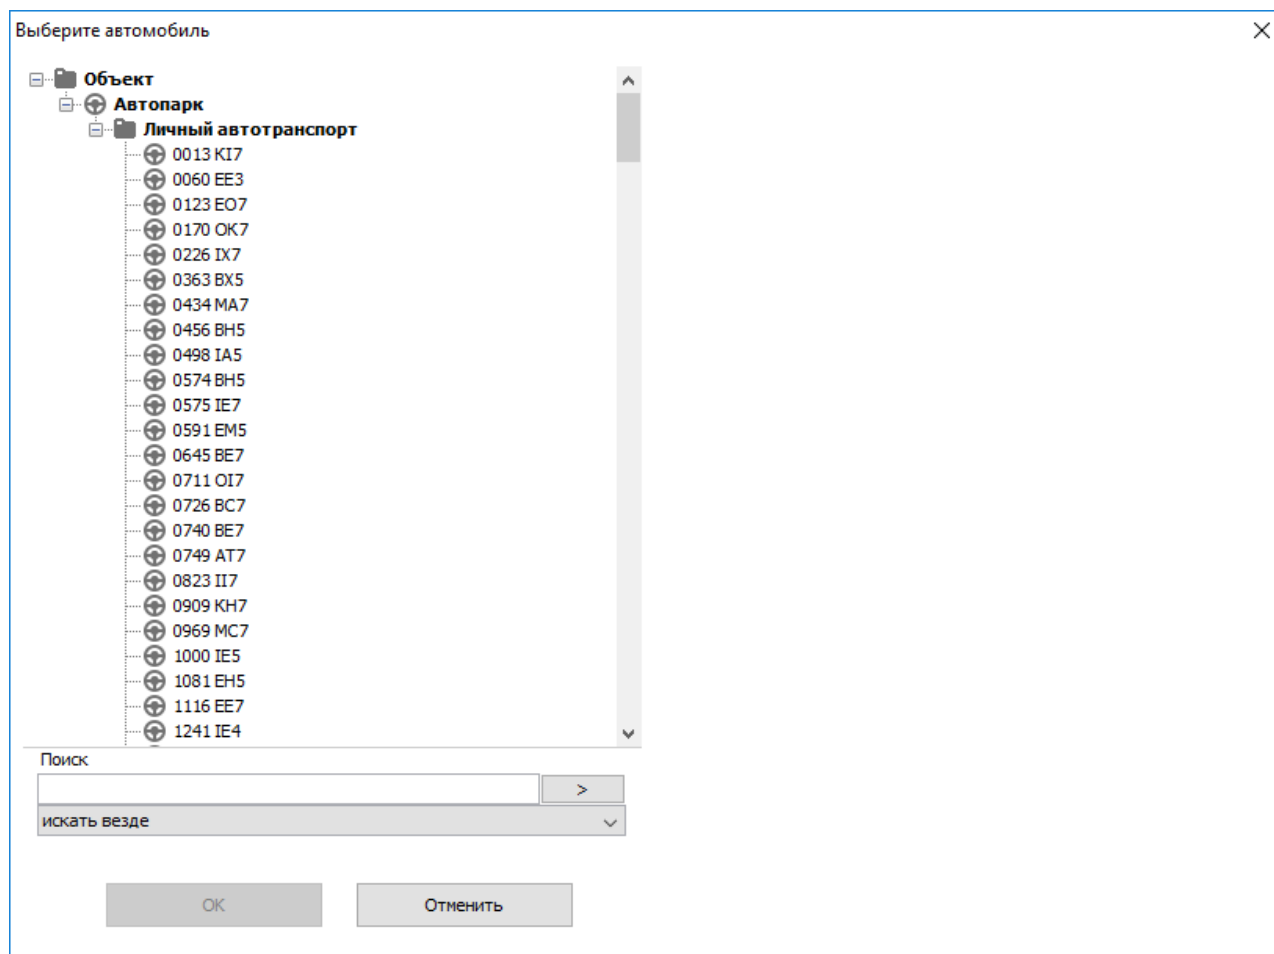 Выберите автомобиль
Объект
Автопарк
Личный автотранспорт
0013 KI7
0060 EE3
0123 EO7
0170 OK7
0226 IX7
0363 BX5
0434 MA7
0456 BH5
0498 IA5
0574 BH5
0575 IE7
0591 EM5
0645 BE7
0711 OI7
0726 BC7
0740 BE7
0749 AT7
0823 II7
0909 KH7
0969 MC7
1000 IE5
1081 EH5
1116 EE7
1241 IE4
Поиск
>
искать везде
OK
Отменить